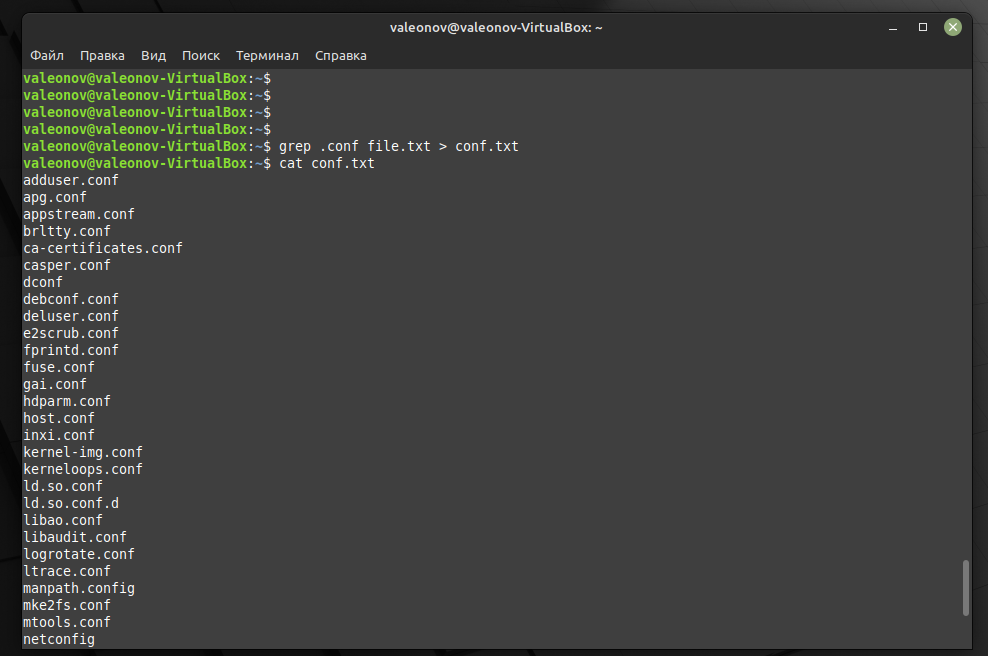 valeonov@valeonov-VirtualBox: ~
Файл Правка Вид Поиск Терминал Справка
valeonov@valeonov-VirtualBox:~$
valeonov@valeonov-VirtualBox:~$
valeonov@valeonov-VirtualBox:~$
valeonov@valeonov-VirtualBox:~$
valeonov@valeonov-VirtualBox:~$ grep .conf file.txt > conf.txt
valeonov@valeonov-VirtualBox:~$ cat conf.txt
adduser.conf
apg.conf
appstream.conf
brltty.conf
ca-certificates.conf
casper.conf
dconf
debconf.conf
deluser.conf
e2scrub.conf
fprintd.conf
fuse.conf
gai.conf
hdparm.conf
host.conf
inxi.conf
kernel-img.conf
kerneloops.conf
ld.so.conf
ld.so.conf.d
libao.conf
libaudit.conf
logrotate.conf
ltrace.conf
manpath.config
mke2fs.conf
mtools.conf
netconfig